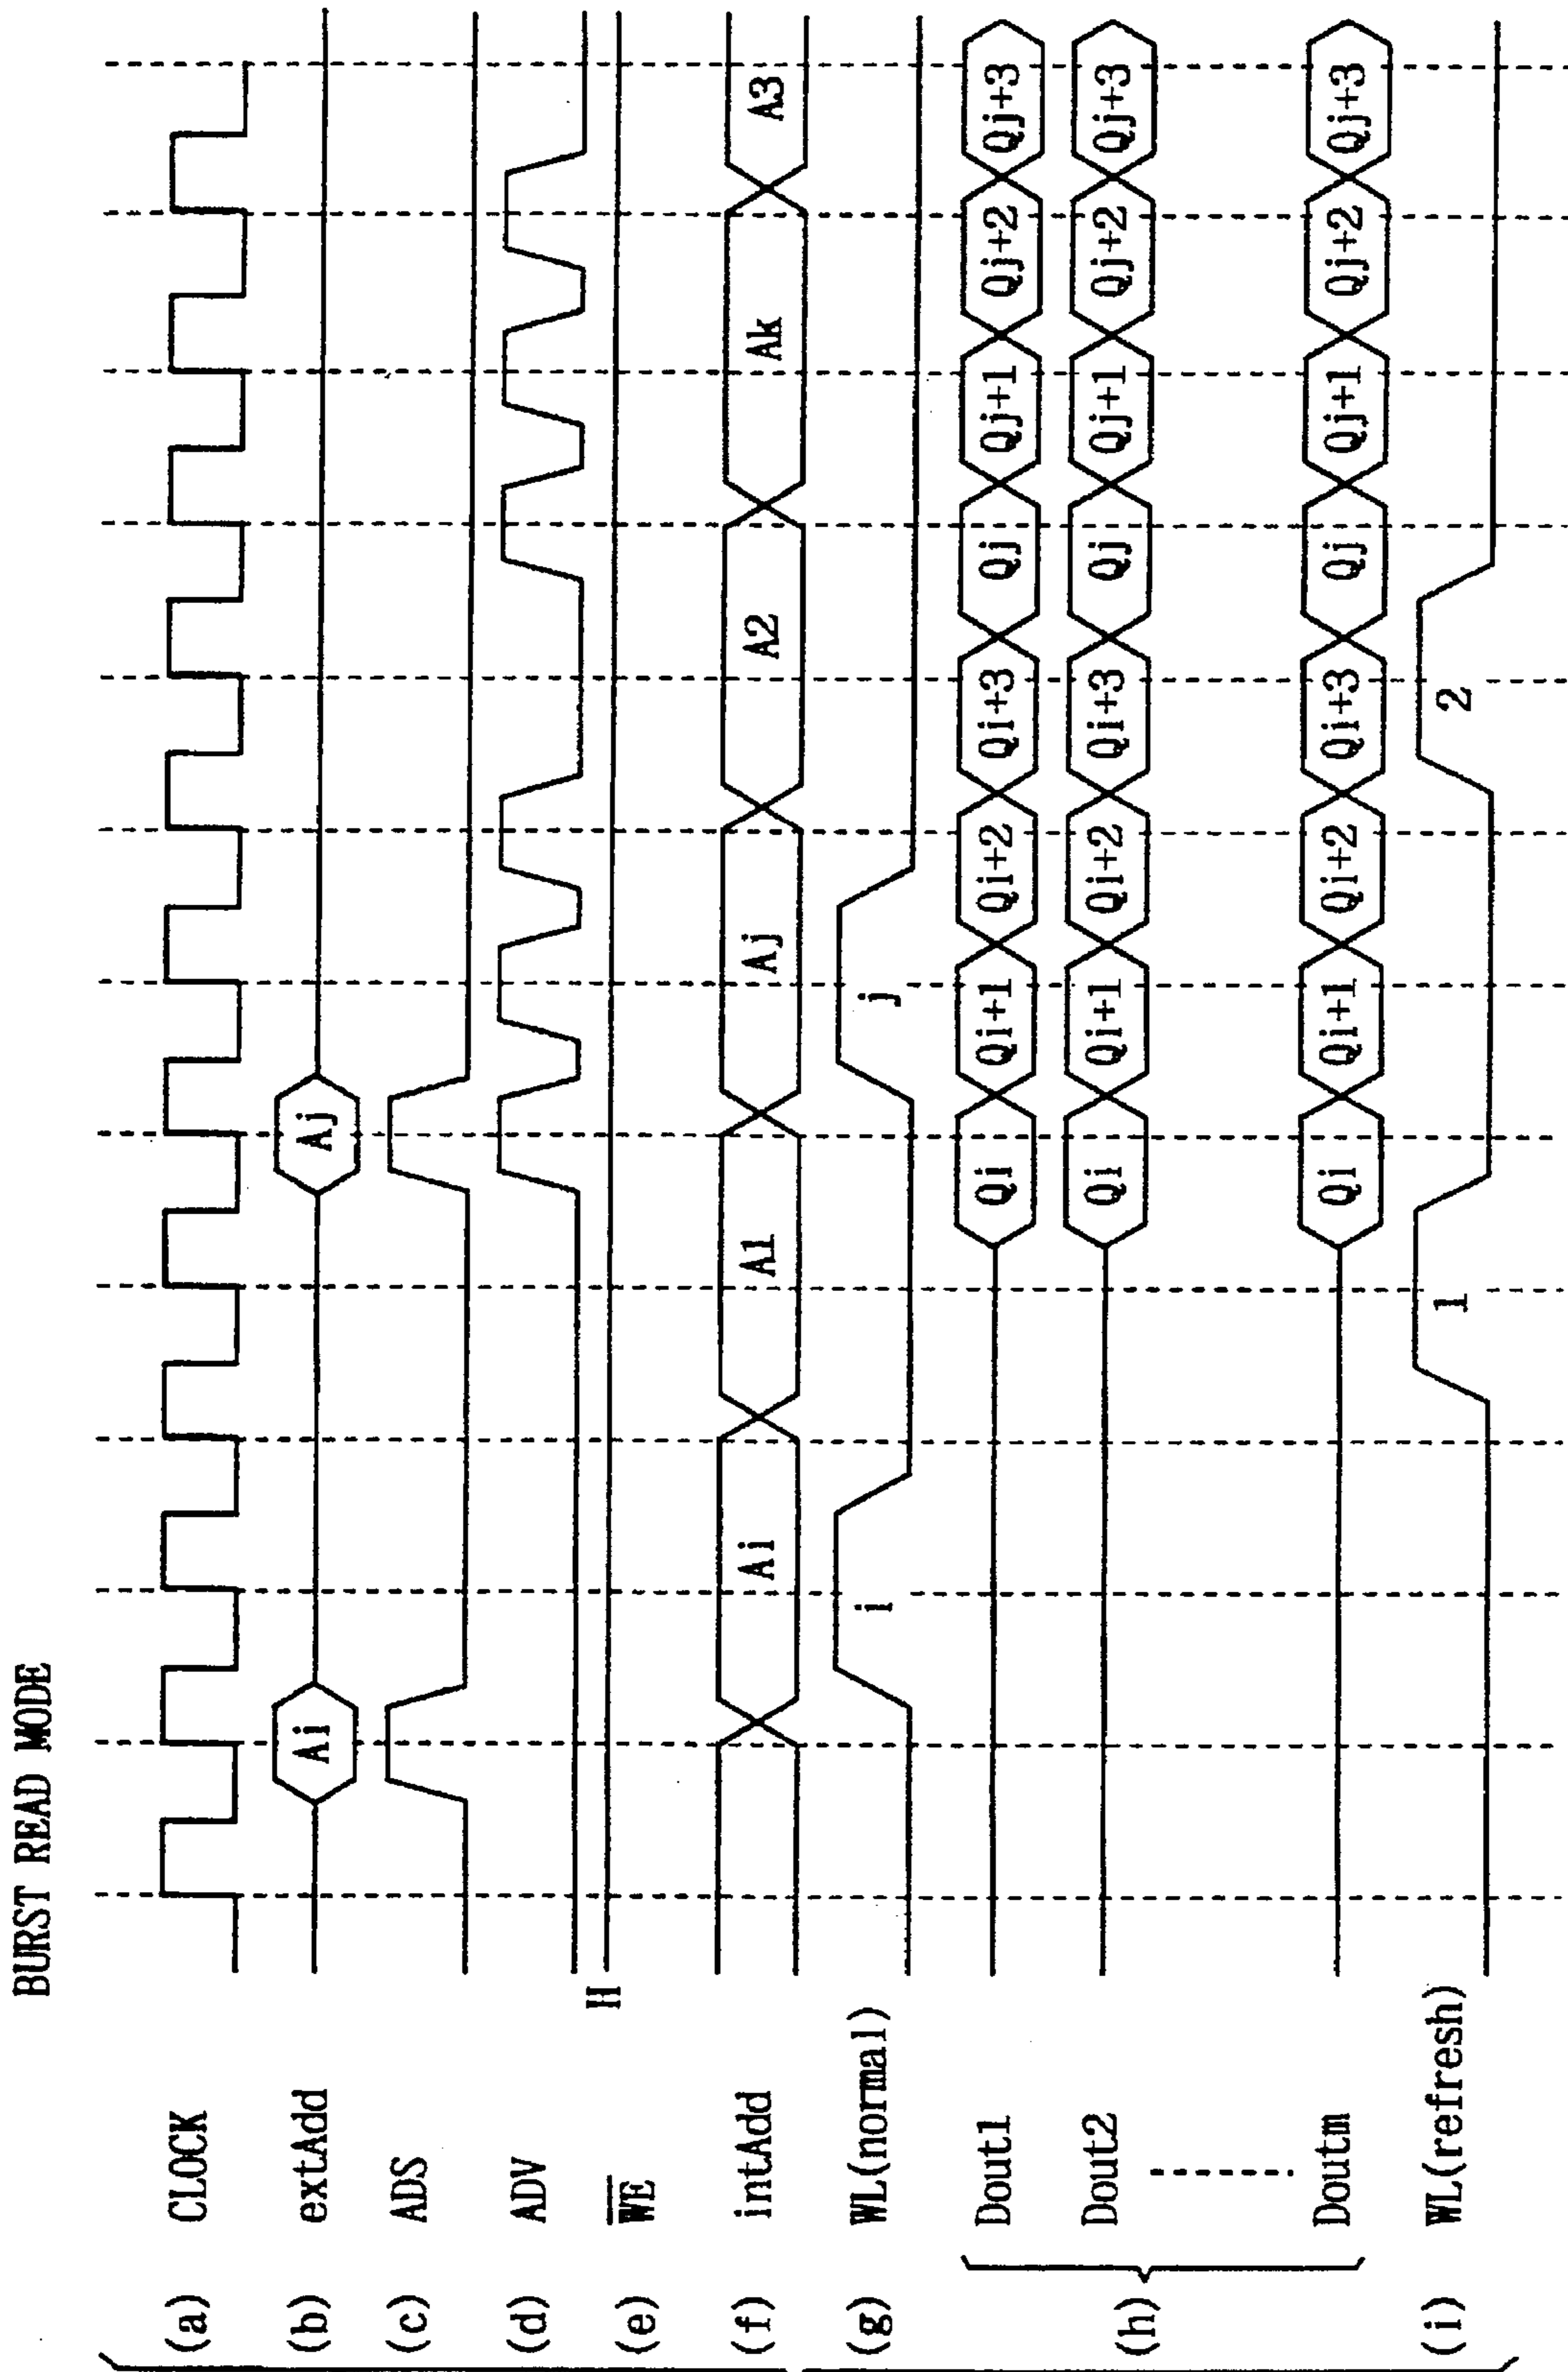 BURST READ MODE
(a) CLOCK
(b) extAdd Ai Aj
(c) ADS
(d) ADV
(e) WE H
(f) intAdd Ai A1 Aj A2 Ak A3
(g) WL(normal) i j
(h)
Dout1 Qi Qi+1 Qi+2 Qi+3 Qj Qj+1 Qj+2 Qj+3
Dout2 Qi Qi+1 Qi+2 Qi+3 Qj Qj+1 Qj+2 Qj+3
Doutm Qi Qi+1 Qi+2 Qi+3 Qj Qj+1 Qj+2 Qj+3
(i) WL(refresh) 1 2